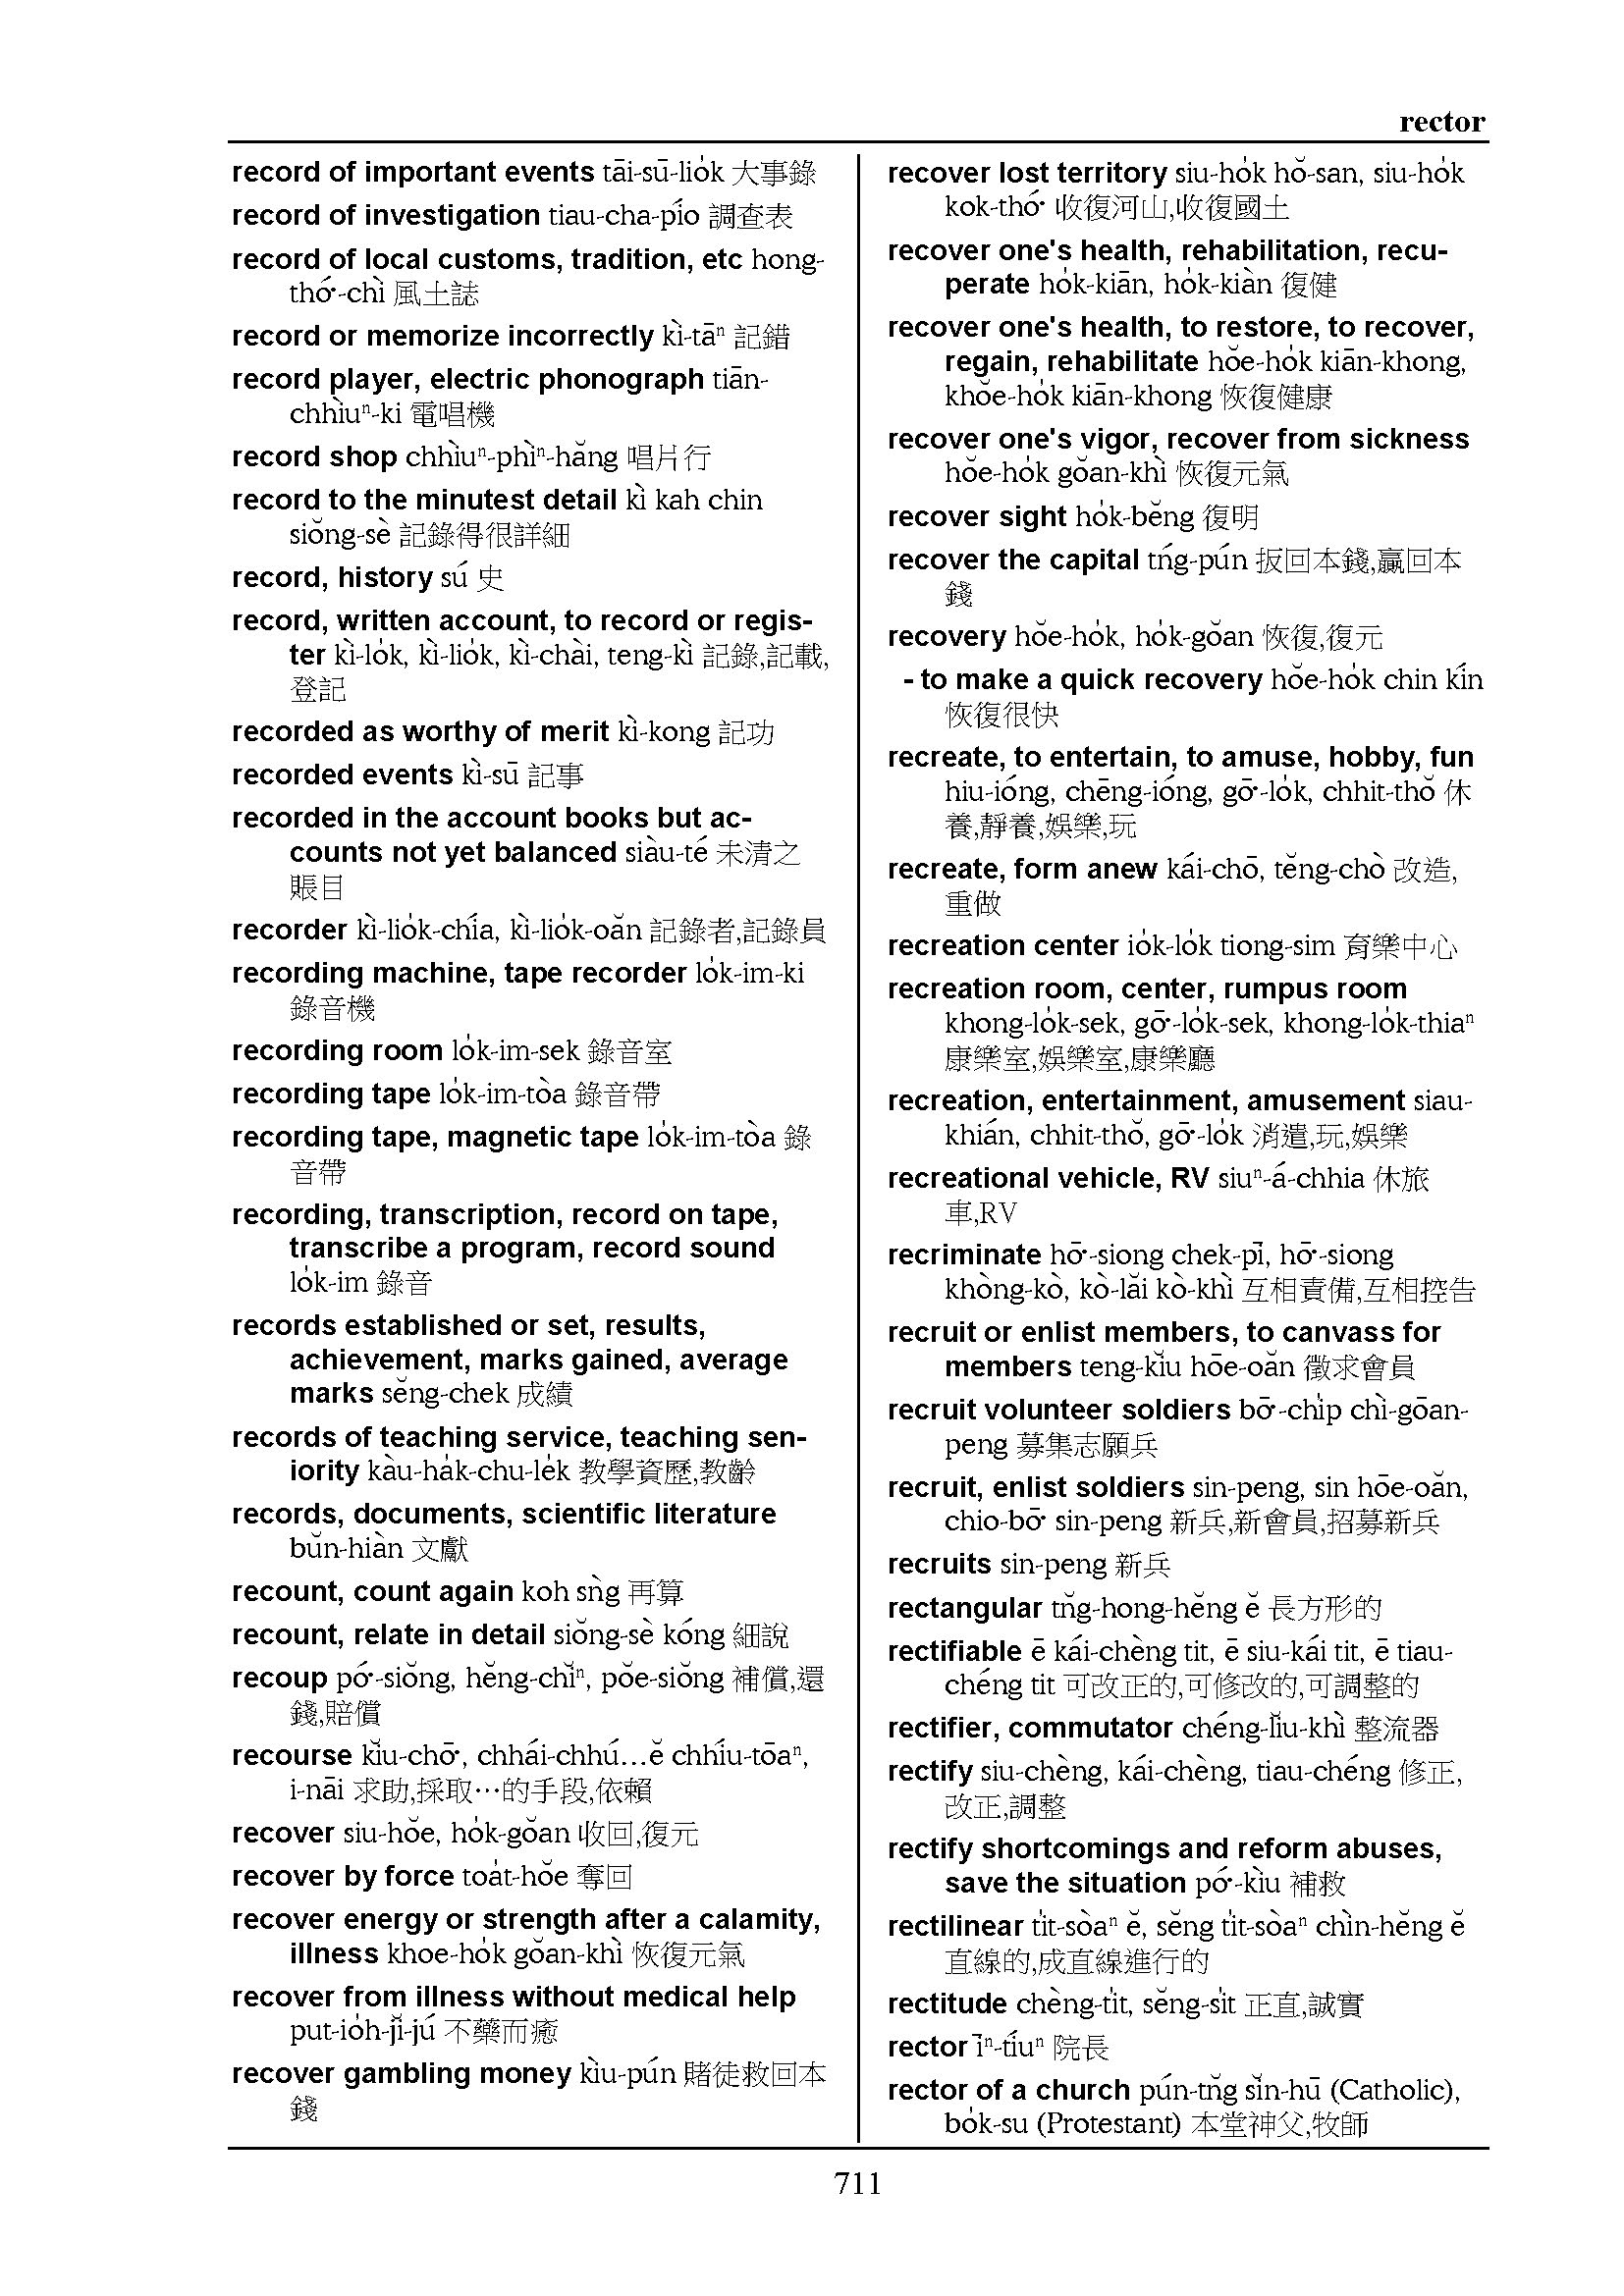 rector
record of important events tāi-sū-lio̍k 大事錄
record of investigation tiau-cha-pío 調查表
record of local customs, tradition, etc hong-
thó͘-chì 風土誌
record or memorize incorrectly kì-tāⁿ 記錯
record player, electric phonograph tiān-
chhìuⁿ-ki 電唱機
record shop chhìuⁿ-phìⁿ-hăng 唱片行
record to the minutest detail kì kah chin
siŏng-sè 記錄得很詳細
record, history sú 史
record, written account, to record or regis-
ter kì-lo̍k, kì-lio̍k, kì-chài, teng-kì 記錄,記載,
登記
recorded as worthy of merit kì-kong 記功
recorded events kì-sū 記事
recorded in the account books but ac-
counts not yet balanced siàu-té 未清之
賬目
recorder kì-lio̍k-chía, kì-lio̍k-oăn 記錄者,記錄員
recording machine, tape recorder lo̍k-im-ki
錄音機
recording room lo̍k-im-sek 錄音室
recording tape lo̍k-im-tòa 錄音帶
recording tape, magnetic tape lo̍k-im-tòa 錄
音帶
recording, transcription, record on tape,
transcribe a program, record sound
lo̍k-im 錄音
records established or set, results,
achievement, marks gained, average
marks sĕng-chek 成績
records of teaching service, teaching sen-
iority kàu-ha̍k-chu-le̍k 教學資歷,教齡
records, documents, scientific literature
bŭn-hiàn 文獻
recount, count again koh sǹg 再算
recount, relate in detail siŏng-sè kóng 細說
recoup pó͘-siŏng, hĕng-chĭⁿ, pŏe-siŏng 補償,還
錢,賠償
recourse kĭu-chō͘, chhái-chhú...ĕ chhíu-tōaⁿ,
i-nāi 求助,採取…的手段,依賴
recover siu-hŏe, ho̍k-gŏan 收回,復元
recover by force toa̍t-hŏe 奪回
recover energy or strength after a calamity,
illness khoe-ho̍k gŏan-khì 恢復元氣
recover from illness without medical help
put-io̍h-jĭ-jú 不藥而癒
recover gambling money kìu-pún 賭徒救回本
錢
recover lost territory siu-ho̍k hŏ-san, siu-ho̍k
kok-thó͘ 收復河山,收復國土
recover one's health, rehabilitation, recu-
perate ho̍k-kiān, ho̍k-kiàn 復健
recover one's health, to restore, to recover,
regain, rehabilitate hŏe-ho̍k kiān-khong,
khŏe-ho̍k kiān-khong 恢復健康
recover one's vigor, recover from sickness
hŏe-ho̍k gŏan-khì 恢復元氣
recover sight ho̍k-bĕng 復明
recover the capital tńg-pún 扳回本錢,贏回本
錢
recovery hŏe-ho̍k, ho̍k-gŏan 恢復,復元
- to make a quick recovery hŏe-ho̍k chin kín
恢復很快
recreate, to entertain, to amuse, hobby, fun
hiu-ióng, chēng-ióng, gō͘-lo̍k, chhit-thŏ 休
養,靜養,娛樂,玩
recreate, form anew kái-chō, tĕng-chò 改造,
重做
recreation center io̍k-lo̍k tiong-sim 育樂中心
recreation room, center, rumpus room
khong-lo̍k-sek, gō͘-lo̍k-sek, khong-lo̍k-thiaⁿ
康樂室,娛樂室,康樂廳
recreation, entertainment, amusement siau-
khián, chhit-thŏ, gō͘-lo̍k 消遣,玩,娛樂
recreational vehicle, RV siuⁿ-á-chhia 休旅
車,RV
recriminate hō͘-siong chek-pī, hō͘-siong
khòng-kò, kò-lăi kò-khì 互相責備,互相控告
recruit or enlist members, to canvass for
members teng-kĭu hōe-oăn 徵求會員
recruit volunteer soldiers bō͘-chi̍p chì-gōan-
peng 募集志願兵
recruit, enlist soldiers sin-peng, sin hōe-oăn,
chio-bō͘ sin-peng 新兵,新會員,招募新兵
recruits sin-peng 新兵
rectangular tn̆g-hong-hĕng ĕ 長方形的
rectifiable ē kái-chèng tit, ē siu-kái tit, ē tiau-
chéng tit 可改正的,可修改的,可調整的
rectifier, commutator chéng-lĭu-khì 整流器
rectify siu-chèng, kái-chèng, tiau-chéng 修正,
改正,調整
rectify shortcomings and reform abuses,
save the situation pó͘-kìu 補救
rectilinear ti̍t-sòaⁿ ĕ, sĕng ti̍t-sòaⁿ chìn-hĕng ĕ
直線的,成直線進行的
rectitude chèng-ti̍t, sĕng-si̍t 正直,誠實
rector īⁿ-tíuⁿ 院長
rector of a church pún-tn̆g sĭn-hū (Catholic),
bo̍k-su (Protestant) 本堂神父,牧師
711